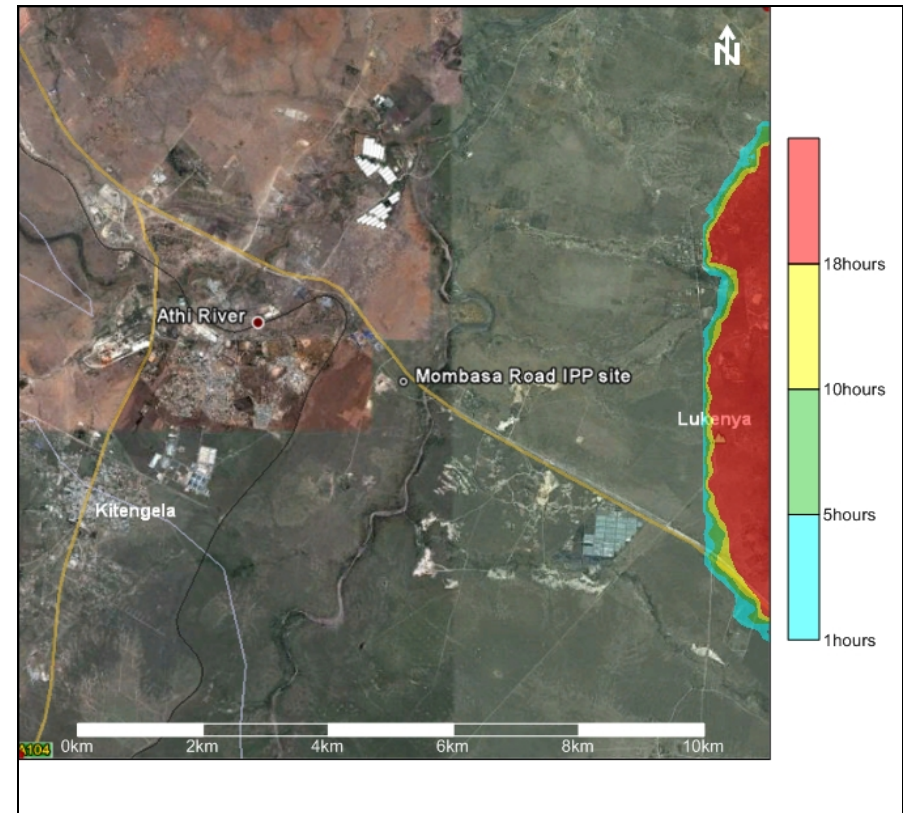 N
18hours
Athi River
Mombasa Road IPP site
10hours
Lukenya
Kitengela
5hours
1hours
A104
0km
2km
4km
6km
8km
10km